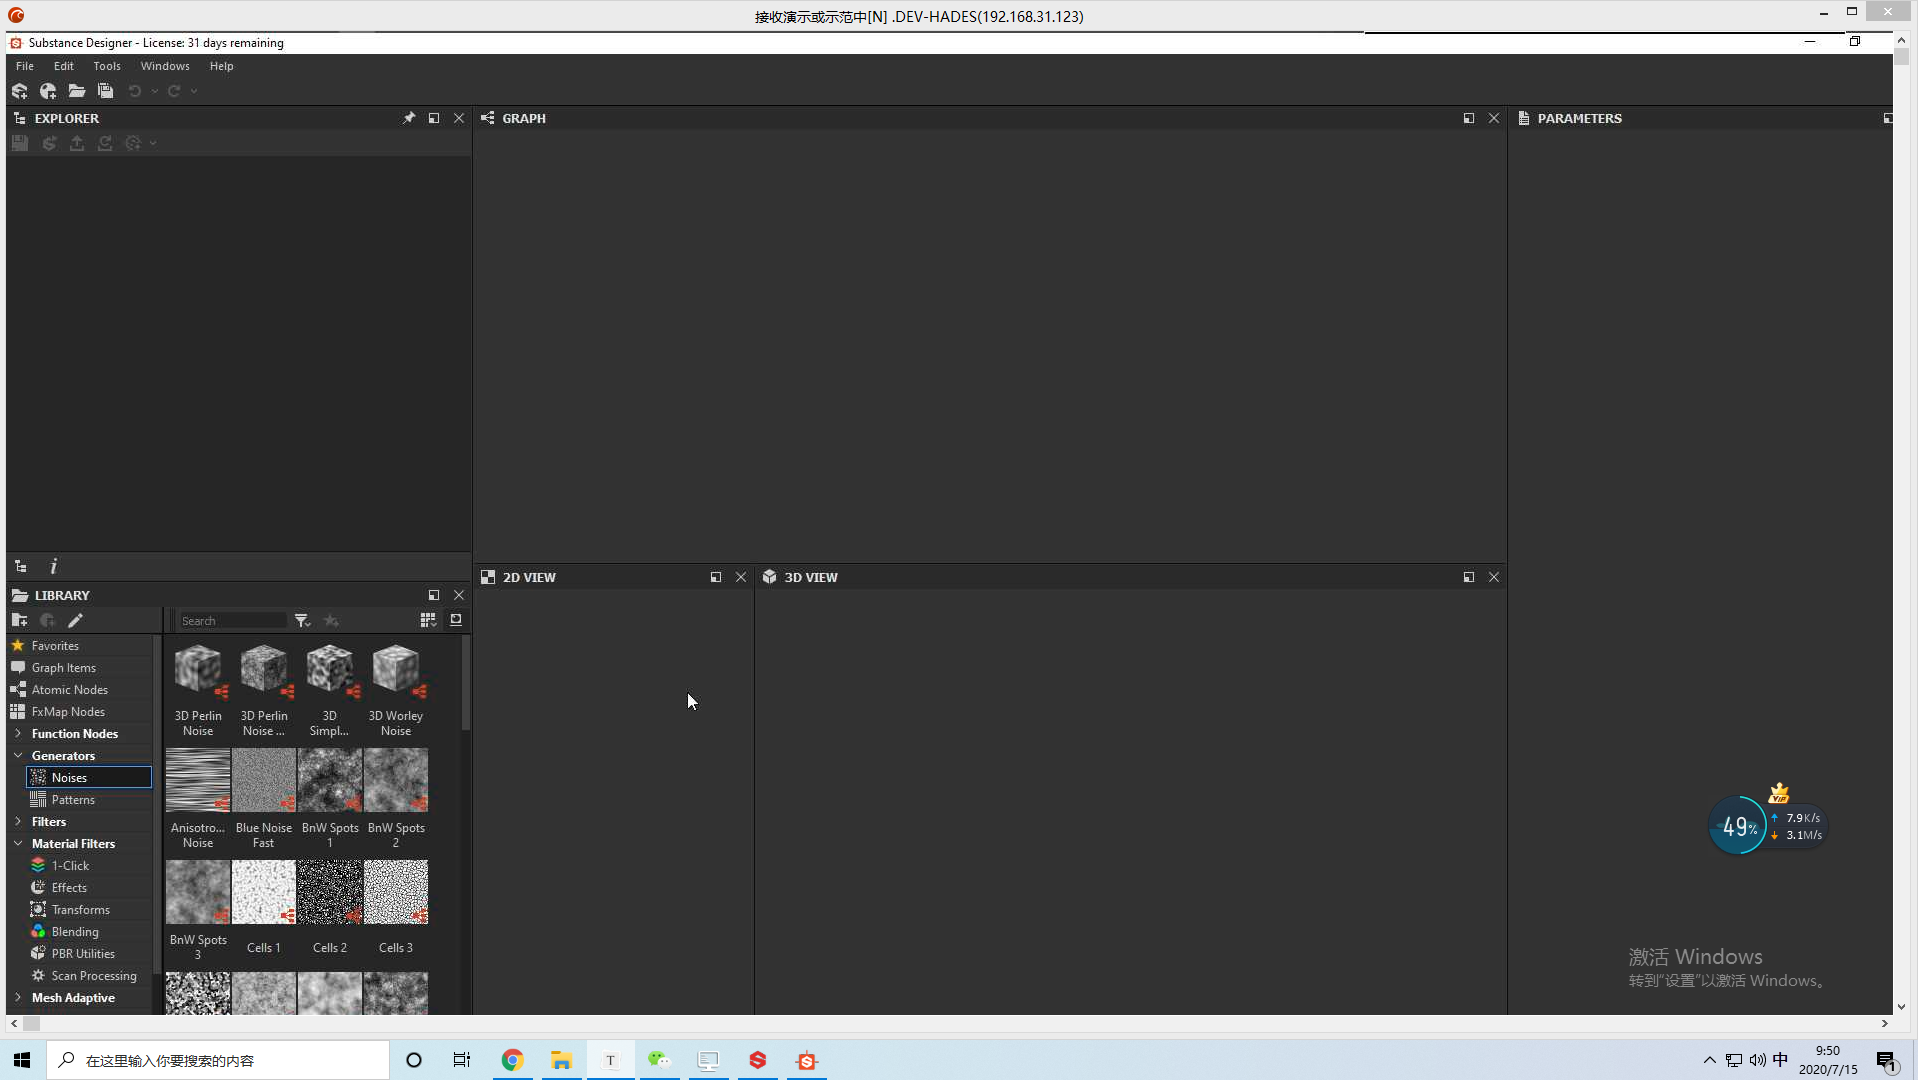 接收演示或示范中[N] .DEV-HADES(192.168.31.123)
Substance Designer - License: 31 days remaining
File Edit Tools Windows Help
EXPLORER
GRAPH
PARAMETERS
2D VIEW
3D VIEW
LIBRARY
Search
Favorites
Graph Items
Atomic Nodes
FxMap Nodes
Function Nodes
Generators
Noises
Patterns
Filters
Material Filters
1-Click
Effects
Transforms
Blending
PBR Utilities
Scan Processing
Mesh Adaptive
3D Perlin Noise
3D Perlin Noise ...
3D Simpl...
3D Worley Noise
Anisotro... Noise
Blue Noise Fast
BnW Spots 1
BnW Spots 2
BnW Spots 3
Cells 1
Cells 2
Cells 3
VIP
49%
7.9K/s
3.1M/s
激活 Windows
转到"设置"以激活 Windows。
在这里输入你要搜索的内容
T
中
9:50
2020/7/15
1